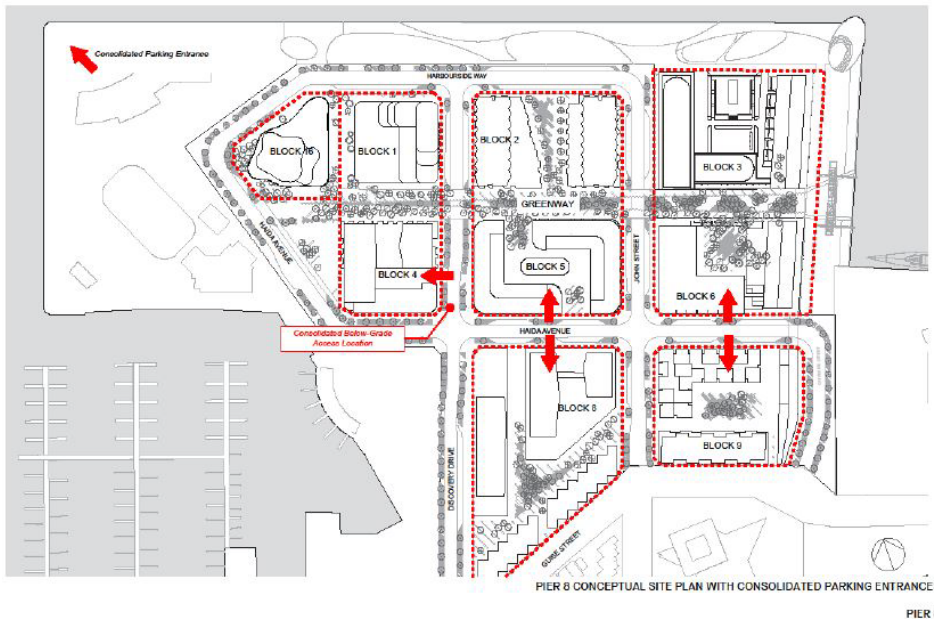 Consolidated Parking Entrance
HARBOURSIDE WAY
BLOCK 16
BLOCK 1
BLOCK 2
BLOCK 3
GREENWAY
HAIDA AVENUE
BLOCK 4
BLOCK 5
JOHN STREET
BLOCK 6
Consolidated Below-Grade
Access Location
HAIDA AVENUE
BLOCK 8
BLOCK 9
DISCOVERY DRIVE
GUISE STREET
PIER 8 CONCEPTUAL SITE PLAN WITH CONSOLIDATED PARKING ENTRANCE
PIER